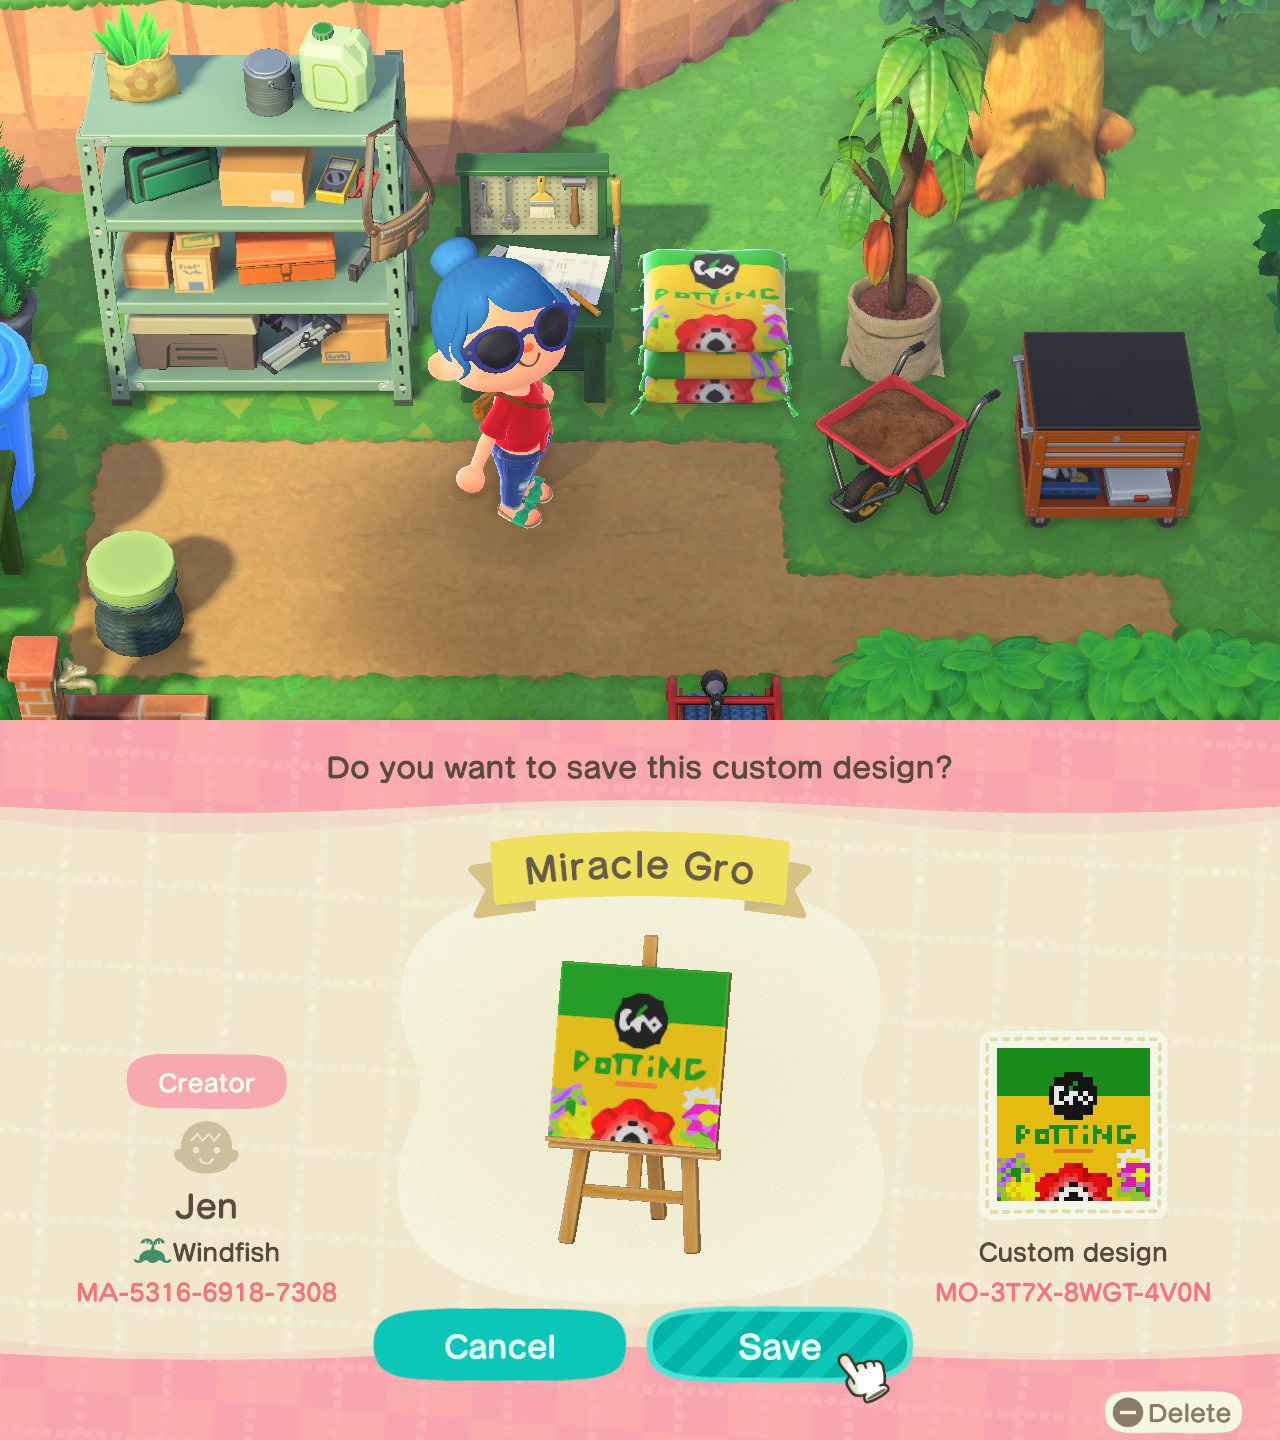 Gro
POTTiNG
Do you want to save this custom design?
Miracle Gro
Gro
POTTiNG
Creator
Jen
Windfish
MA-5316-6918-7308
Gro
POTTiNG
Custom design
MO-3T7X-8WGT-4V0N
Cancel
Save
Delete